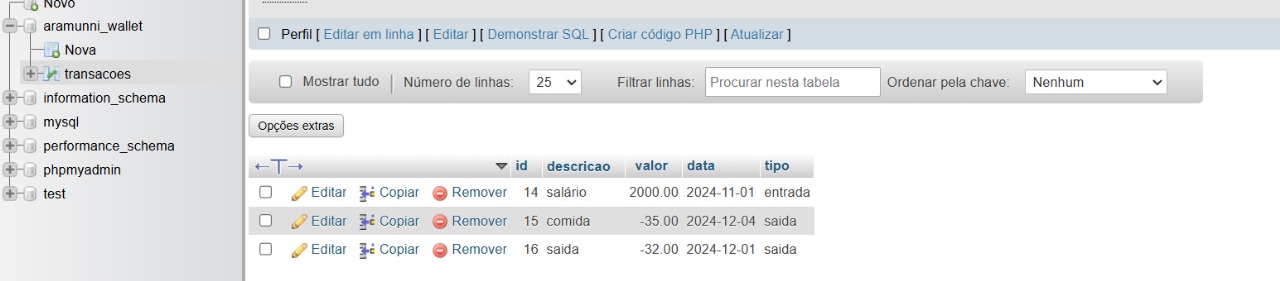 Novo
aramunni_wallet
Nova
transacoes
information_schema
mysql
performance_schema
phpmyadmin
test
Perfil [ Editar em linha ] [ Editar ] [ Demonstrar SQL ] [ Criar código PHP ] [ Atualizar ]
Mostrar tudo | Número de linhas: 25 Filtrar linhas: Procurar nesta tabela Ordenar pela chave: Nenhum
Opções extras
←T→ id descricao valor data tipo
Editar Copiar Remover 14 salário 2000.00 2024-11-01 entrada
Editar Copiar Remover 15 comida -35.00 2024-12-04 saida
Editar Copiar Remover 16 saida -32.00 2024-12-01 saida